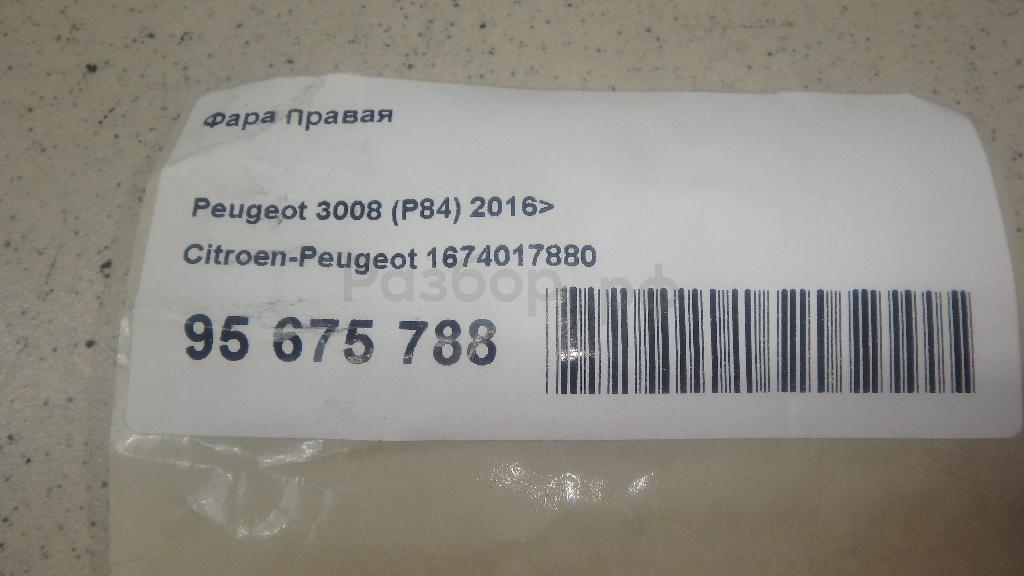 Фара Правая
Peugeot 3008 (P84) 2016>
Citroen-Peugeot 1674017880
Разбор.рф
95 675 788